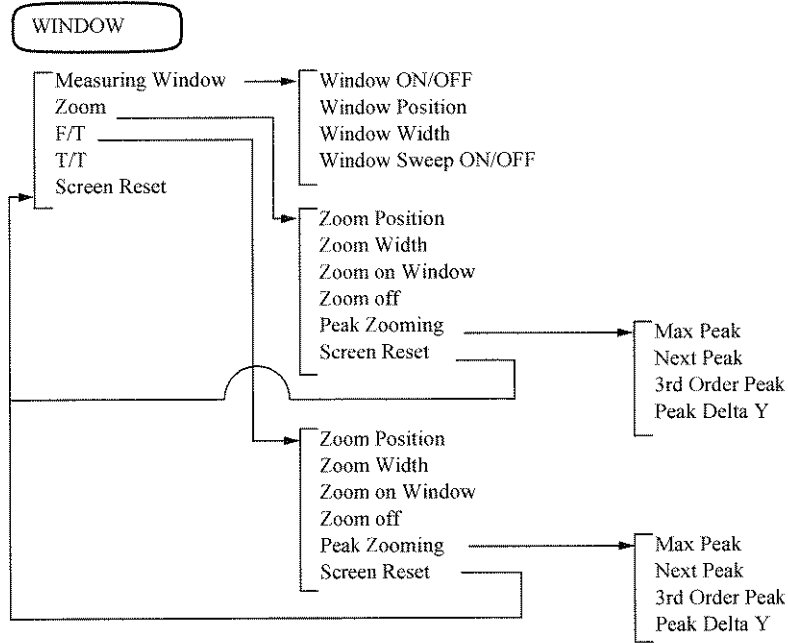 WINDOW
Measuring Window
Zoom
F/T
T/T
Screen Reset
Window ON/OFF
Window Position
Window Width
Window Sweep ON/OFF
Zoom Position
Zoom Width
Zoom on Window
Zoom off
Peak Zooming
Screen Reset
Max Peak
Next Peak
3rd Order Peak
Peak Delta Y
Zoom Position
Zoom Width
Zoom on Window
Zoom off
Peak Zooming
Screen Reset
Max Peak
Next Peak
3rd Order Peak
Peak Delta Y